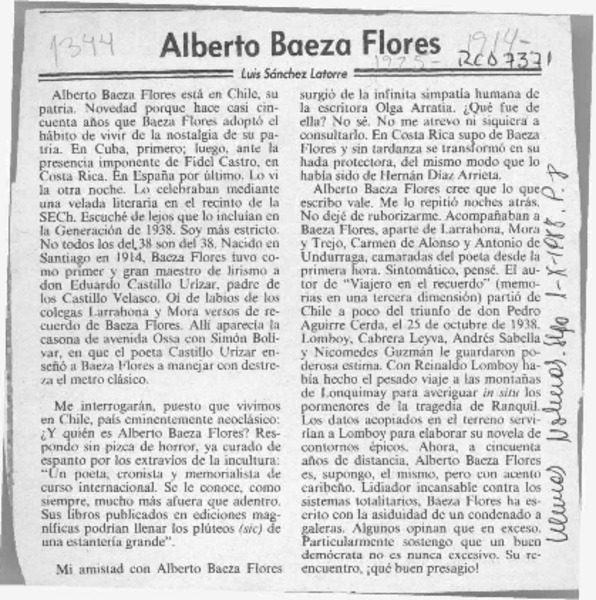 1344
Alberto Baeza Flores
1914-
1925-
RCD7371
Luis Sánchez Latorre
Alberto Baeza Flores está en Chile, su
patria. Novedad porque hace casi cin-
cuenta años que Baeza Flores adoptó el
hábito de vivir de la nostalgia de su pa-
tria. En Cuba, primero; luego, ante la
presencia imponente de Fidel Castro, en
Costa Rica. En España por último. Lo vi
la otra noche. Lo celebraban mediante
una velada literaria en el recinto de la
SECh. Escuché de lejos que lo incluían en
la Generación de 1938. Soy más estricto.
No todos los del 38 son del 38. Nacido en
Santiago en 1914, Baeza Flores tuvo co-
mo primer y gran maestro de lirismo a
don Eduardo Castillo Urízar, padre de
los Castillo Velasco. Oí de labios de los
colegas Larrahona y Mora versos de re-
cuerdo de Baeza Flores. Allí aparecía la
casona de avenida Ossa con Simón Bolí-
var, en que el poeta Castillo Urízar en-
señó a Baeza Flores a manejar con destre-
za el metro clásico.
Me interrogarán, puesto que vivimos
en Chile, país eminentemente neoclásico:
¿Y quién es Alberto Baeza Flores? Res-
pondo sin pizca de horror, ya curado de
espanto por los extravíos de la incultura:
"Un poeta, cronista y memorialista de
curso internacional. Se le conoce, como
siempre, mucho más afuera que adentro.
Sus libros publicados en ediciones mag-
níficas podrían llenar los plúteos (sic) de
una estantería grande".
Mi amistad con Alberto Baeza Flores
surgió de la infinita simpatía humana de
la escritora Olga Arratia. ¿Qué fue de
ella? No sé. No me atrevo ni siquiera a
consultarlo. En Costa Rica supo de Baeza
Flores y sin tardanza se transformó en su
hada protectora, del mismo modo que lo
había sido de Hernán Díaz Arrieta.
Alberto Baeza Flores cree que lo que
escribo vale. Me lo repitió noches atrás.
No dejé de ruborizarme. Acompañaban a
Baeza Flores, aparte de Larrahona, Mora
y Trejo, Carmen de Alonso y Antonio de
Undurraga, camaradas del poeta desde la
primera hora. Sintomático, pensé. El au-
tor de "Viajero en el recuerdo" (memo-
rias en una tercera dimensión) partió de
Chile a poco del triunfo de don Pedro
Aguirre Cerda, el 25 de octubre de 1938.
Lomboy, Cabrera Leyva, Andrés Sabella
y Nicomedes Guzmán le guardaron po-
derosa estima. Con Reinaldo Lomboy ha-
bía hecho el pesado viaje a las montañas
de Lonquimay para averiguar in situ los
pormenores de la tragedia de Ranquil.
Los datos acopiados en el terreno servi-
rían a Lomboy para elaborar su novela de
contornos épicos. Ahora, a cincuenta
años de distancia, Alberto Baeza Flores
es, supongo, el mismo, pero con acento
caribeño. Lidiador incansable contra los
sistemas totalitarios, Baeza Flores ha es-
crito con la asiduidad de un condenado a
galeras. Algunos opinan que en exceso.
Particularmente sostengo que un buen
demócrata no es nunca excesivo. Su re-
encuentro, ¡qué buen presagio!
Ultimas Noticias. Stgo 1-X-1988. P. 8